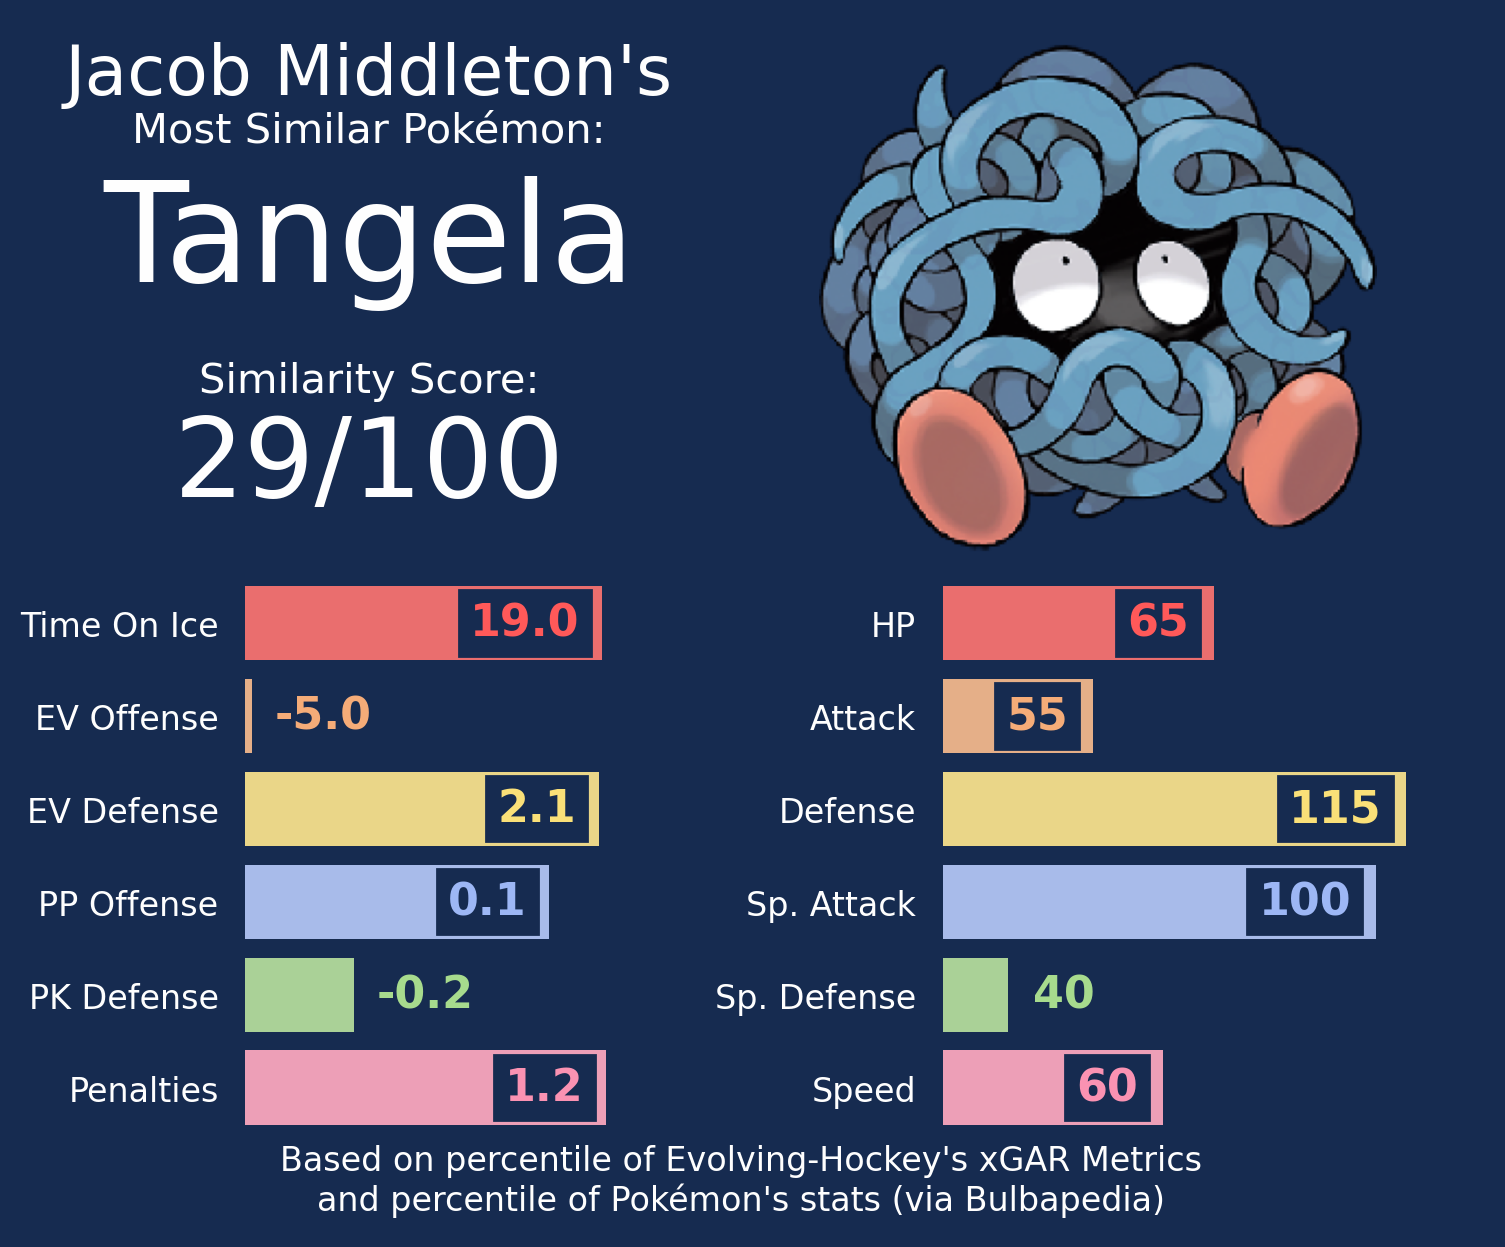 Jacob Middleton's
Most Similar Pokémon:
Tangela
Similarity Score:
29/100
Time On Ice 19.0
EV Offense -5.0
EV Defense 2.1
PP Offense 0.1
PK Defense -0.2
Penalties 1.2
HP 65
Attack 55
Defense 115
Sp. Attack 100
Sp. Defense 40
Speed 60
Based on percentile of Evolving-Hockey's xGAR Metrics
and percentile of Pokémon's stats (via Bulbapedia)